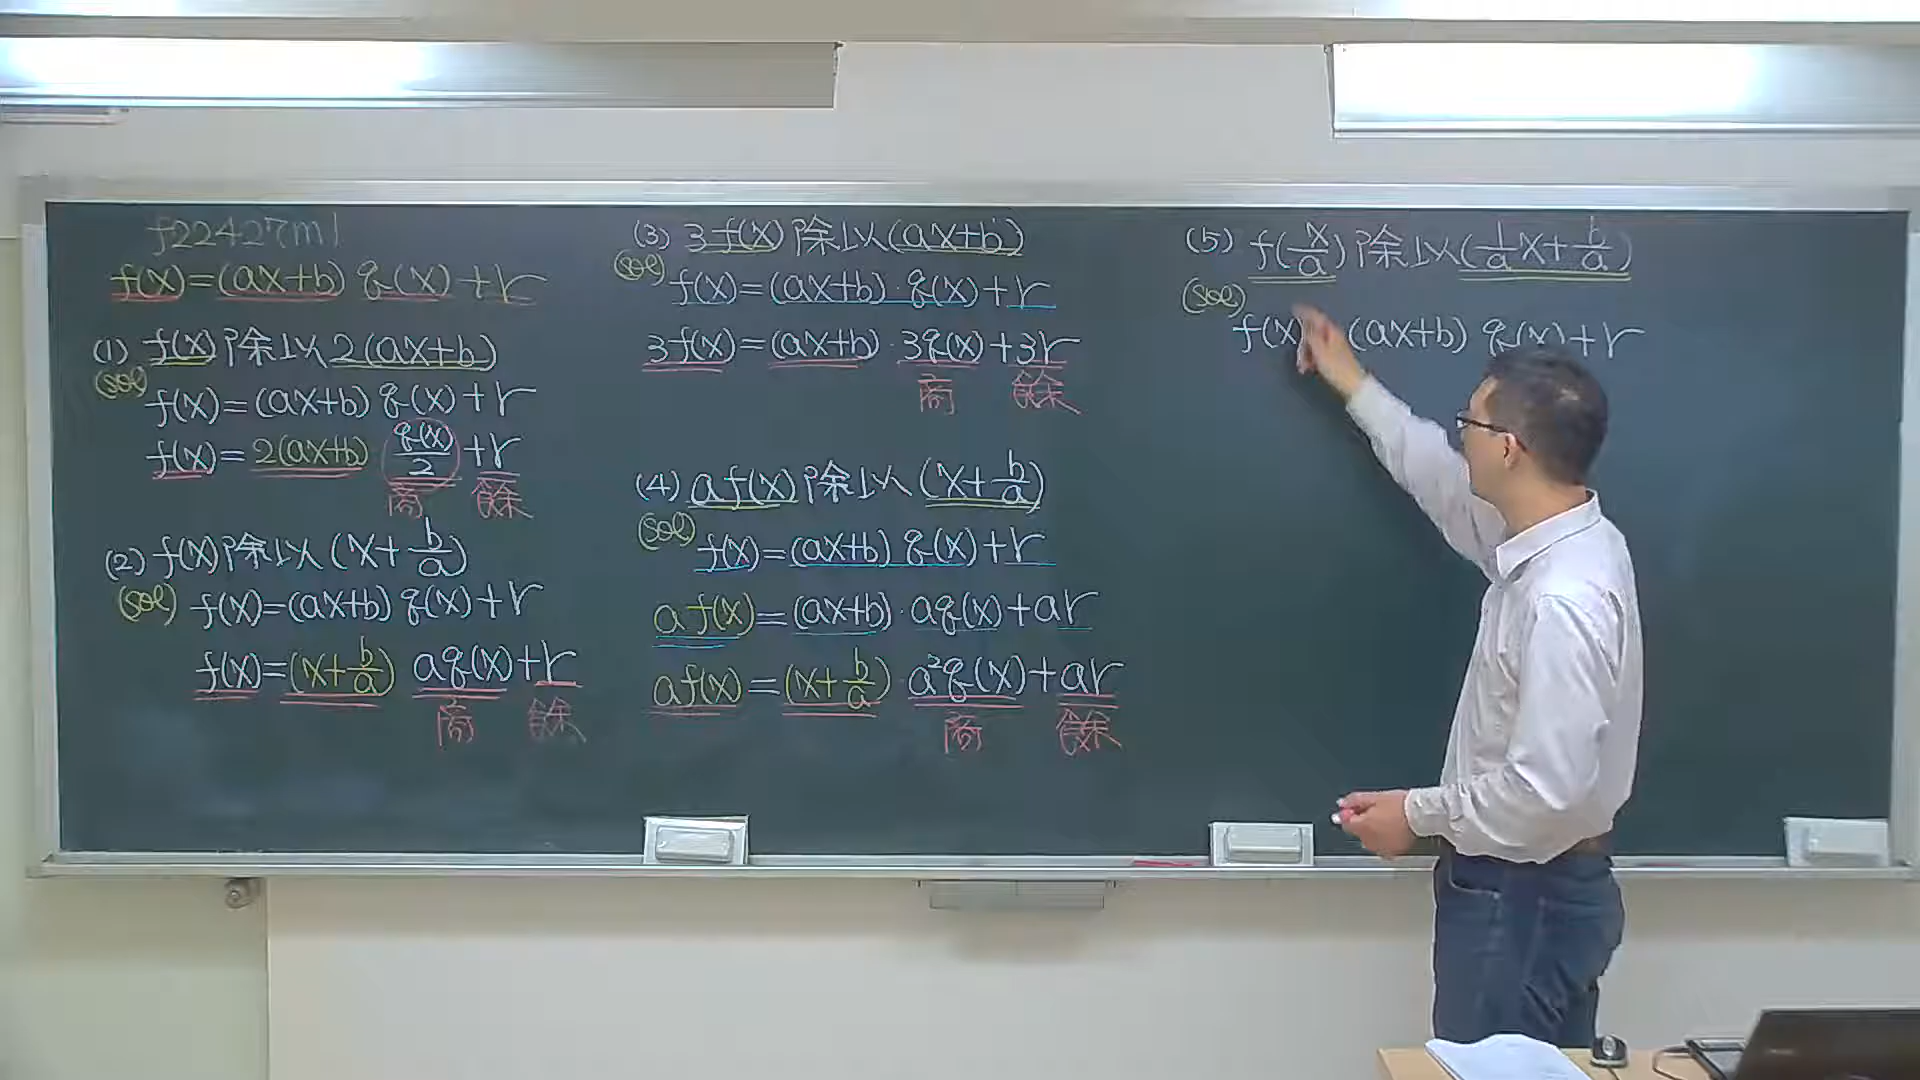 f22427m1
f(x)=(ax+b) q(x)+r
(1) f(x)除以2(ax+b)
(sol)
f(x)=(ax+b) q(x)+r
f(x)=2(ax+b) q(x)/2 +r
商 餘
(2) f(x)除以(x+b/a)
(sol) f(x)=(ax+b) q(x)+r
f(x)=(x+b/a) aq(x)+r
商 餘
(3) 3f(x)除以(ax+b)
(sol)
f(x)=(ax+b)·q(x)+r
3f(x)=(ax+b)·3q(x)+3r
商 餘
(4) af(x)除以(x+b/a)
(sol)
f(x)=(ax+b) q(x)+r
af(x)=(ax+b)·aq(x)+ar
af(x)=(x+b/a)·a²q(x)+ar
商 餘
(5) f(x/a)除以(1/a x+b/a)
(sol)
f(x) (ax+b) q(x)+r